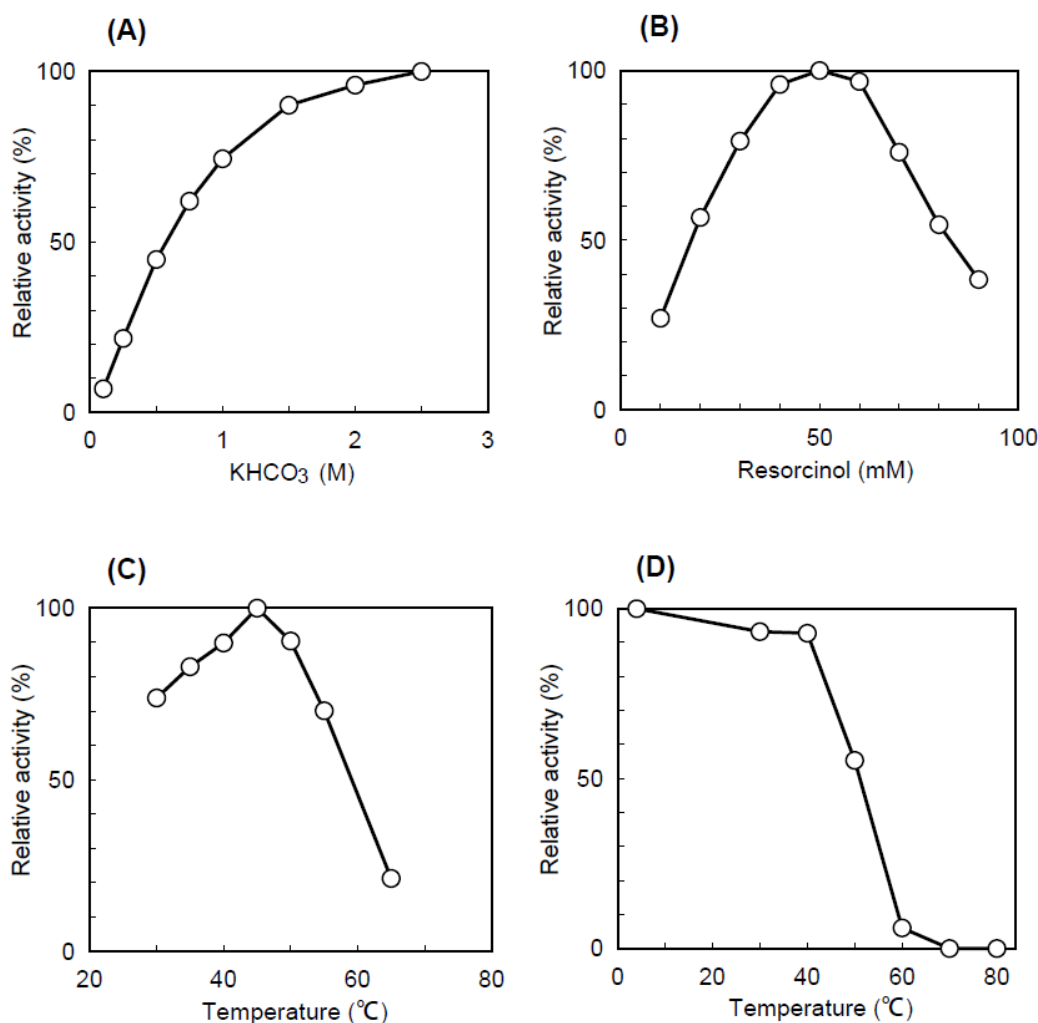 (A)
Relative activity (%)
100
50
0
0 1 2 3
KHCO3 (M)
(B)
Relative activity (%)
100
50
0
0 50 100
Resorcinol (mM)
(C)
Relative activity (%)
100
50
0
20 40 60 80
Temperature (℃)
(D)
Relative activity (%)
100
50
0
0 20 40 60 80
Temperature (℃)